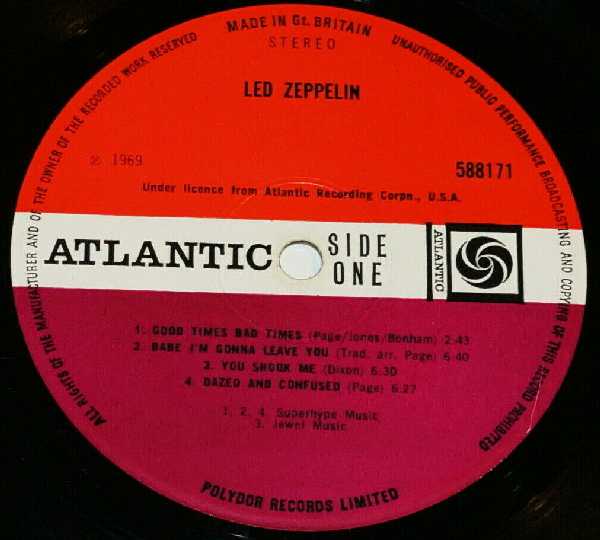 MADE IN Gt. BRITAIN
STEREO
LED ZEPPELIN
℗ 1969
588171
Under licence from Atlantic Recording Corpn., U.S.A.
ATLANTIC
SIDE
ONE
ATLANTIC
1. GOOD TIMES BAD TIMES (Page/Jones/Bonham) 2:43
2. BABE I'M GONNA LEAVE YOU (Trad. arr. Page) 6:40
3. YOU SHOOK ME (Dixon) 6.30
4. DAZED AND CONFUSED (Page) 6:27
1, 2, 4, Superhype Music,
3. Jewel Music
POLYDOR RECORDS LIMITED
ALL RIGHTS OF THE MANUFACTURER AND OF THE OWNER OF THE RECORDED WORK RESERVED
UNAUTHORISED PUBLIC PERFORMANCE BROADCASTING AND COPYING OF THIS RECORD PROHIBITED